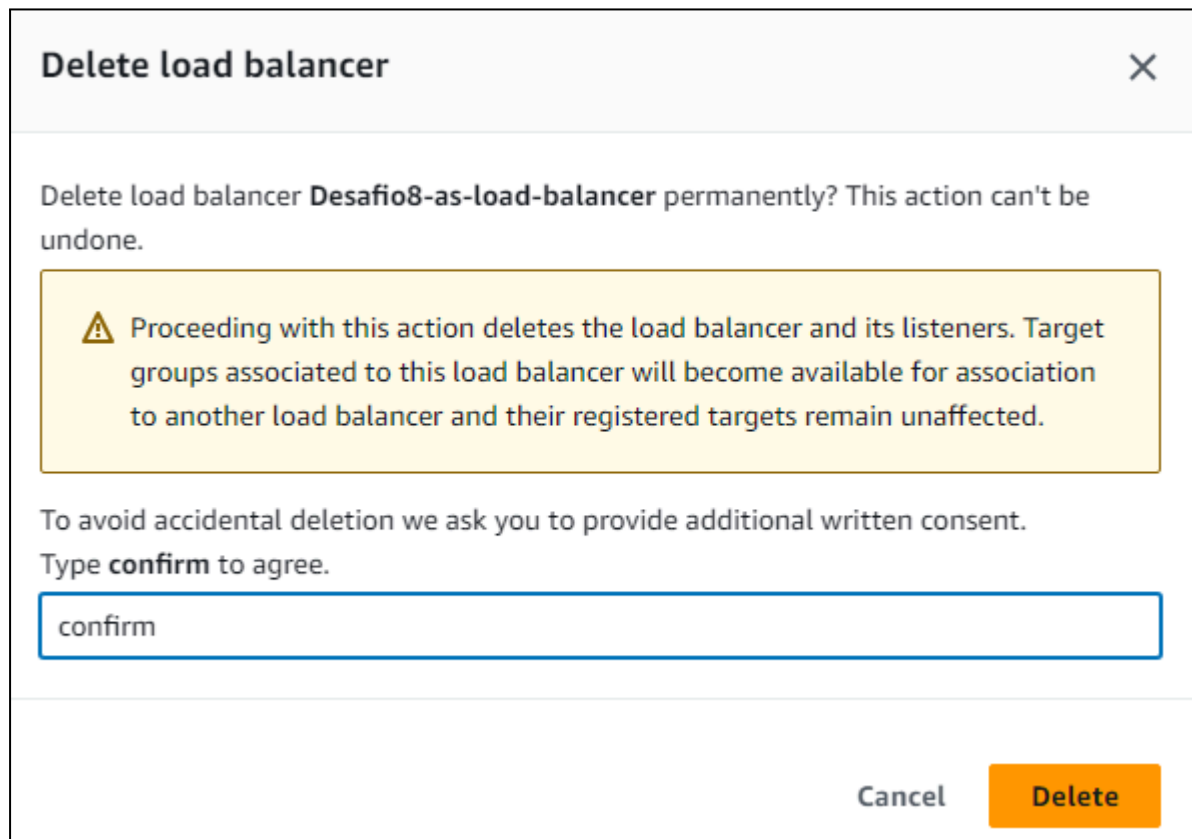 Delete load balancer
Delete load balancer Desafio8-as-load-balancer permanently? This action can't be
undone.
Proceeding with this action deletes the load balancer and its listeners. Target
groups associated to this load balancer will become available for association
to another load balancer and their registered targets remain unaffected.
To avoid accidental deletion we ask you to provide additional written consent.
Type confirm to agree.
confirm
Cancel
Delete